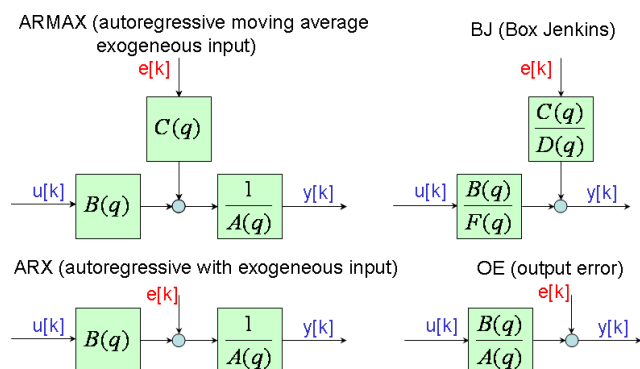 ARMAX (autoregressive moving average
exogeneous input)
e[k]
C(q)
u[k]
B(q)
1
A(q)
y[k]
BJ (Box Jenkins)
e[k]
C(q)
D(q)
u[k]
B(q)
F(q)
y[k]
ARX (autoregressive with exogeneous input)
e[k]
u[k]
B(q)
1
A(q)
y[k]
OE (output error)
e[k]
u[k]
B(q)
A(q)
y[k]